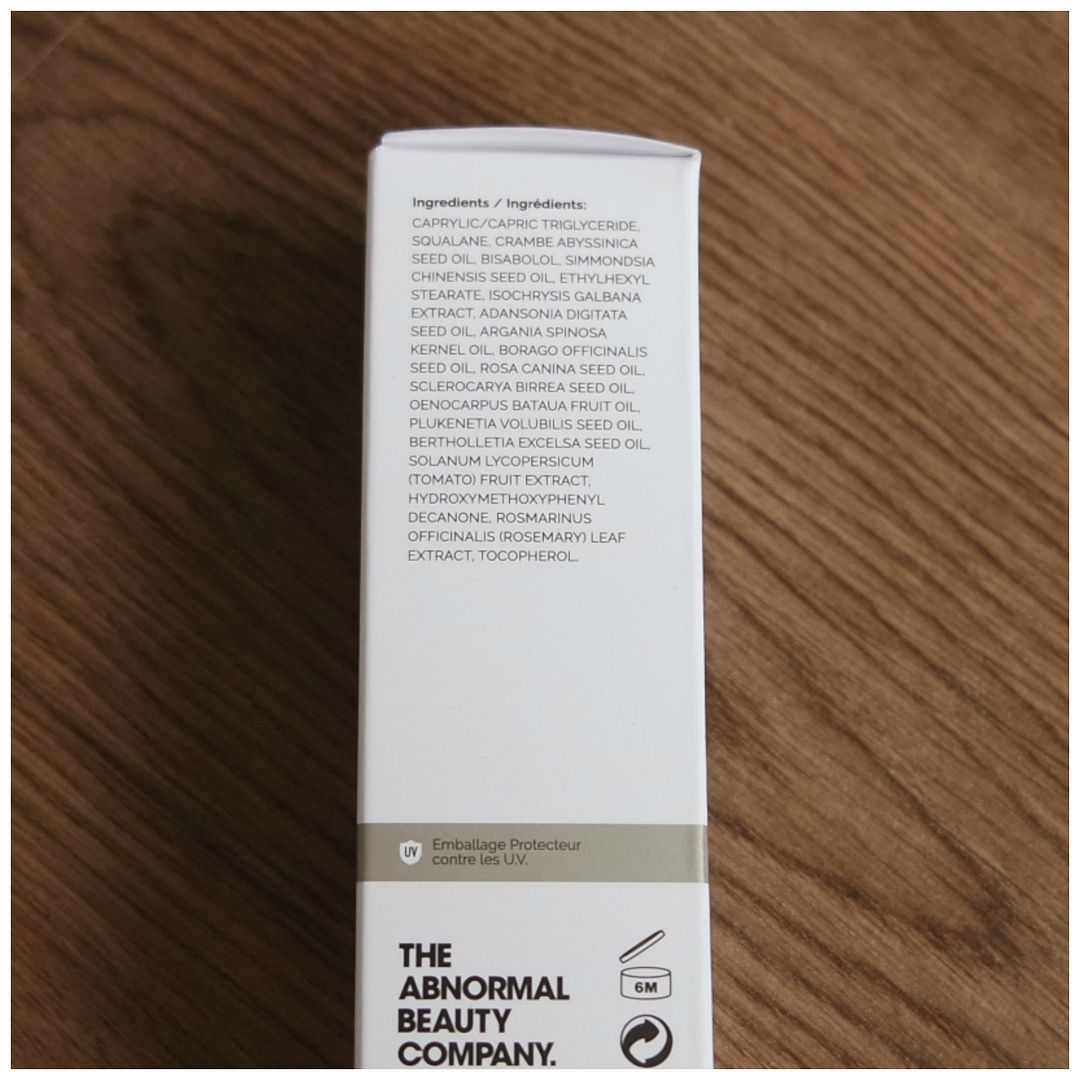 Ingredients / Ingrédients:
CAPRYLIC/CAPRIC TRIGLYCERIDE,
SQUALANE, CRAMBE ABYSSINICA
SEED OIL, BISABOLOL, SIMMONDSIA
CHINENSIS SEED OIL, ETHYLHEXYL
STEARATE, ISOCHRYSIS GALBANA
EXTRACT, ADANSONIA DIGITATA
SEED OIL, ARGANIA SPINOSA
KERNEL OIL, BORAGO OFFICINALIS
SEED OIL, ROSA CANINA SEED OIL,
SCLEROCARYA BIRREA SEED OIL,
OENOCARPUS BATAUA FRUIT OIL,
PLUKENETIA VOLUBILIS SEED OIL,
BERTHOLLETIA EXCELSA SEED OIL,
SOLANUM LYCOPERSICUM
(TOMATO) FRUIT EXTRACT,
HYDROXYMETHOXYPHENYL
DECANONE, ROSMARINUS
OFFICINALIS (ROSEMARY) LEAF
EXTRACT, TOCOPHEROL.
UV
Emballage Protecteur
contre les U.V.
THE
ABNORMAL
BEAUTY
COMPANY.
6M